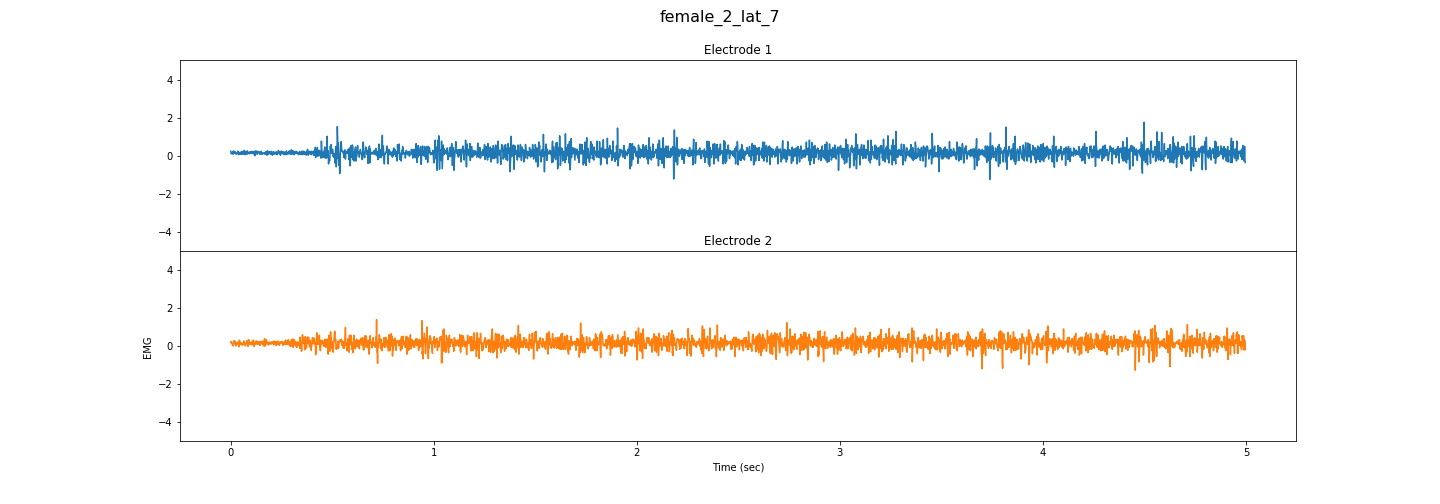 female_2_lat_7
Electrode 1
4
2
0
−2
−4
Electrode 2
4
2
0
−2
−4
EMG
0 1 2 3 4 5
Time (sec)